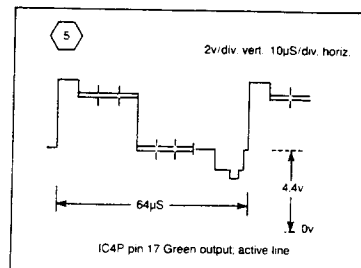 5
2v/div. vert. 10µS/div. horiz.
4.4v
64µS
0v
IC4P pin 17 Green output, active line